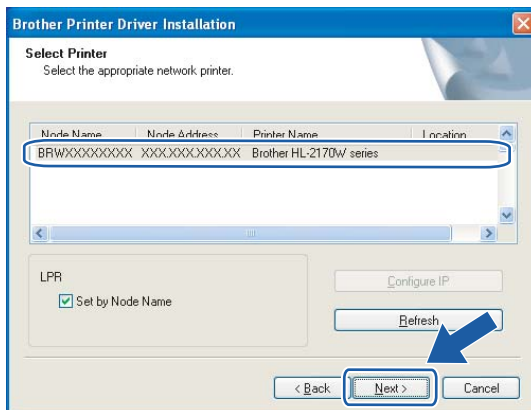 Brother Printer Driver Installation
Select Printer
Select the appropriate network printer.
Node Name Node Address Printer Name Location
BRWXXXXXXXX XXX.XXX.XXX.XX Brother HL-2170W series
LPR
Configure IP
Set by Node Name
Refresh
< Back Next > Cancel